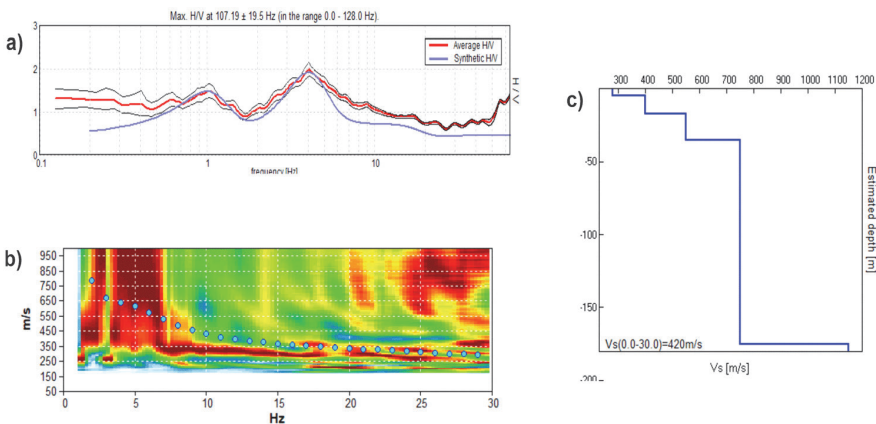 Max. H/V at 107.19 ± 19.5 Hz (in the range 0.0 - 128.0 Hz).
a)
3
2
1
0
Average H/V
Synthetic H/V
H / V
0.1 1 10
frequency [Hz]
b)
950
850
750
650
550
450
350
250
150
50
m/s
0 5 10 15 20 25 30
Hz
c)
300 400 500 600 700 800 900 1000 1100 1200
-50
-100
-150
-200
Estimated depth [m]
Vs(0.0-30.0)=420m/s
Vs [m/s]